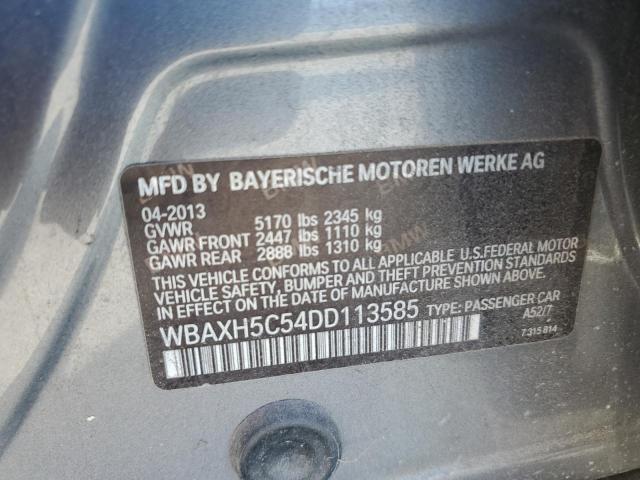 MFD BY BAYERISCHE MOTOREN WERKE AG
04-2013
GVWR 5170 lbs 2345 kg
GAWR FRONT 2447 lbs 1110 kg
GAWR REAR 2888 lbs 1310 kg
THIS VEHICLE CONFORMS TO ALL APPLICABLE U.S.FEDERAL MOTOR
VEHICLE SAFETY, BUMPER AND THEFT PREVENTION STANDARDS
IN EFFECT ON THE DATE OF MANUFACTURE SHOWN ABOVE.
WBAXH5C54DD113585 TYPE: PASSENGER CAR
A52/7
7 315 814